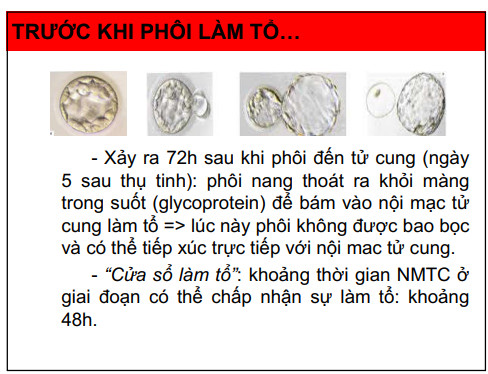 TRƯỚC KHI PHÔI LÀM TỔ…
- Xảy ra 72h sau khi phôi đến tử cung (ngày
5 sau thụ tinh): phôi nang thoát ra khỏi màng
trong suốt (glycoprotein) để bám vào nội mạc tử
cung làm tổ => lúc này phôi không được bao bọc
và có thể tiếp xúc trực tiếp với nội mac tử cung.
- “Cửa sổ làm tổ”: khoảng thời gian NMTC ở
giai đoạn có thể chấp nhận sự làm tổ: khoảng
48h.